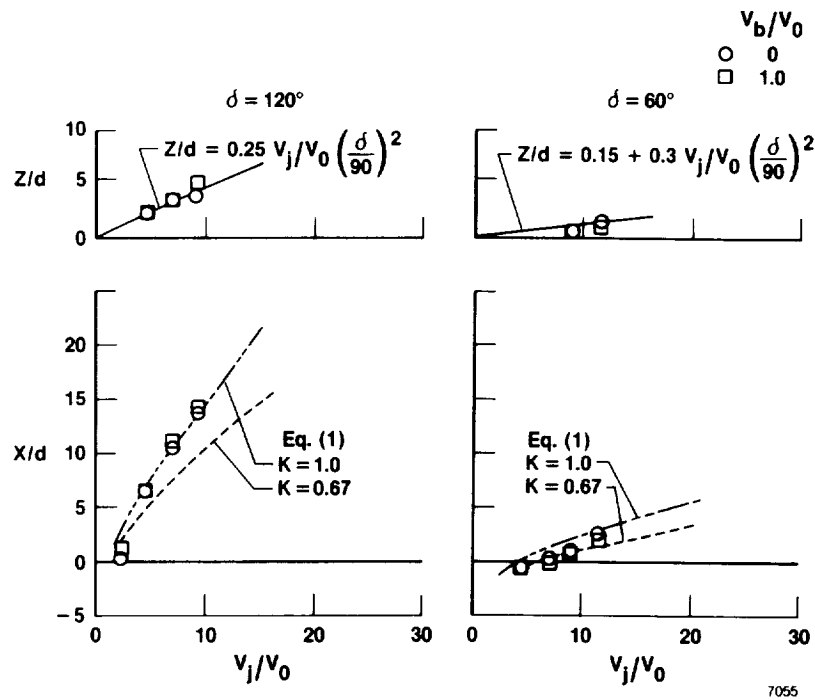 V_b/V_0
○ 0
□ 1.0
δ = 120°
δ = 60°
10
Z/d = 0.25 V_j/V_0 (δ/90)^2
Z/d
5
0
Z/d = 0.15 + 0.3 V_j/V_0 (δ/90)^2
20
15
10
X/d
5
0
-5
Eq. (1)
K = 1.0
K = 0.67
Eq. (1)
K = 1.0
K = 0.67
0 10 20 30
0 10 20 30
V_j/V_0
V_j/V_0
7055